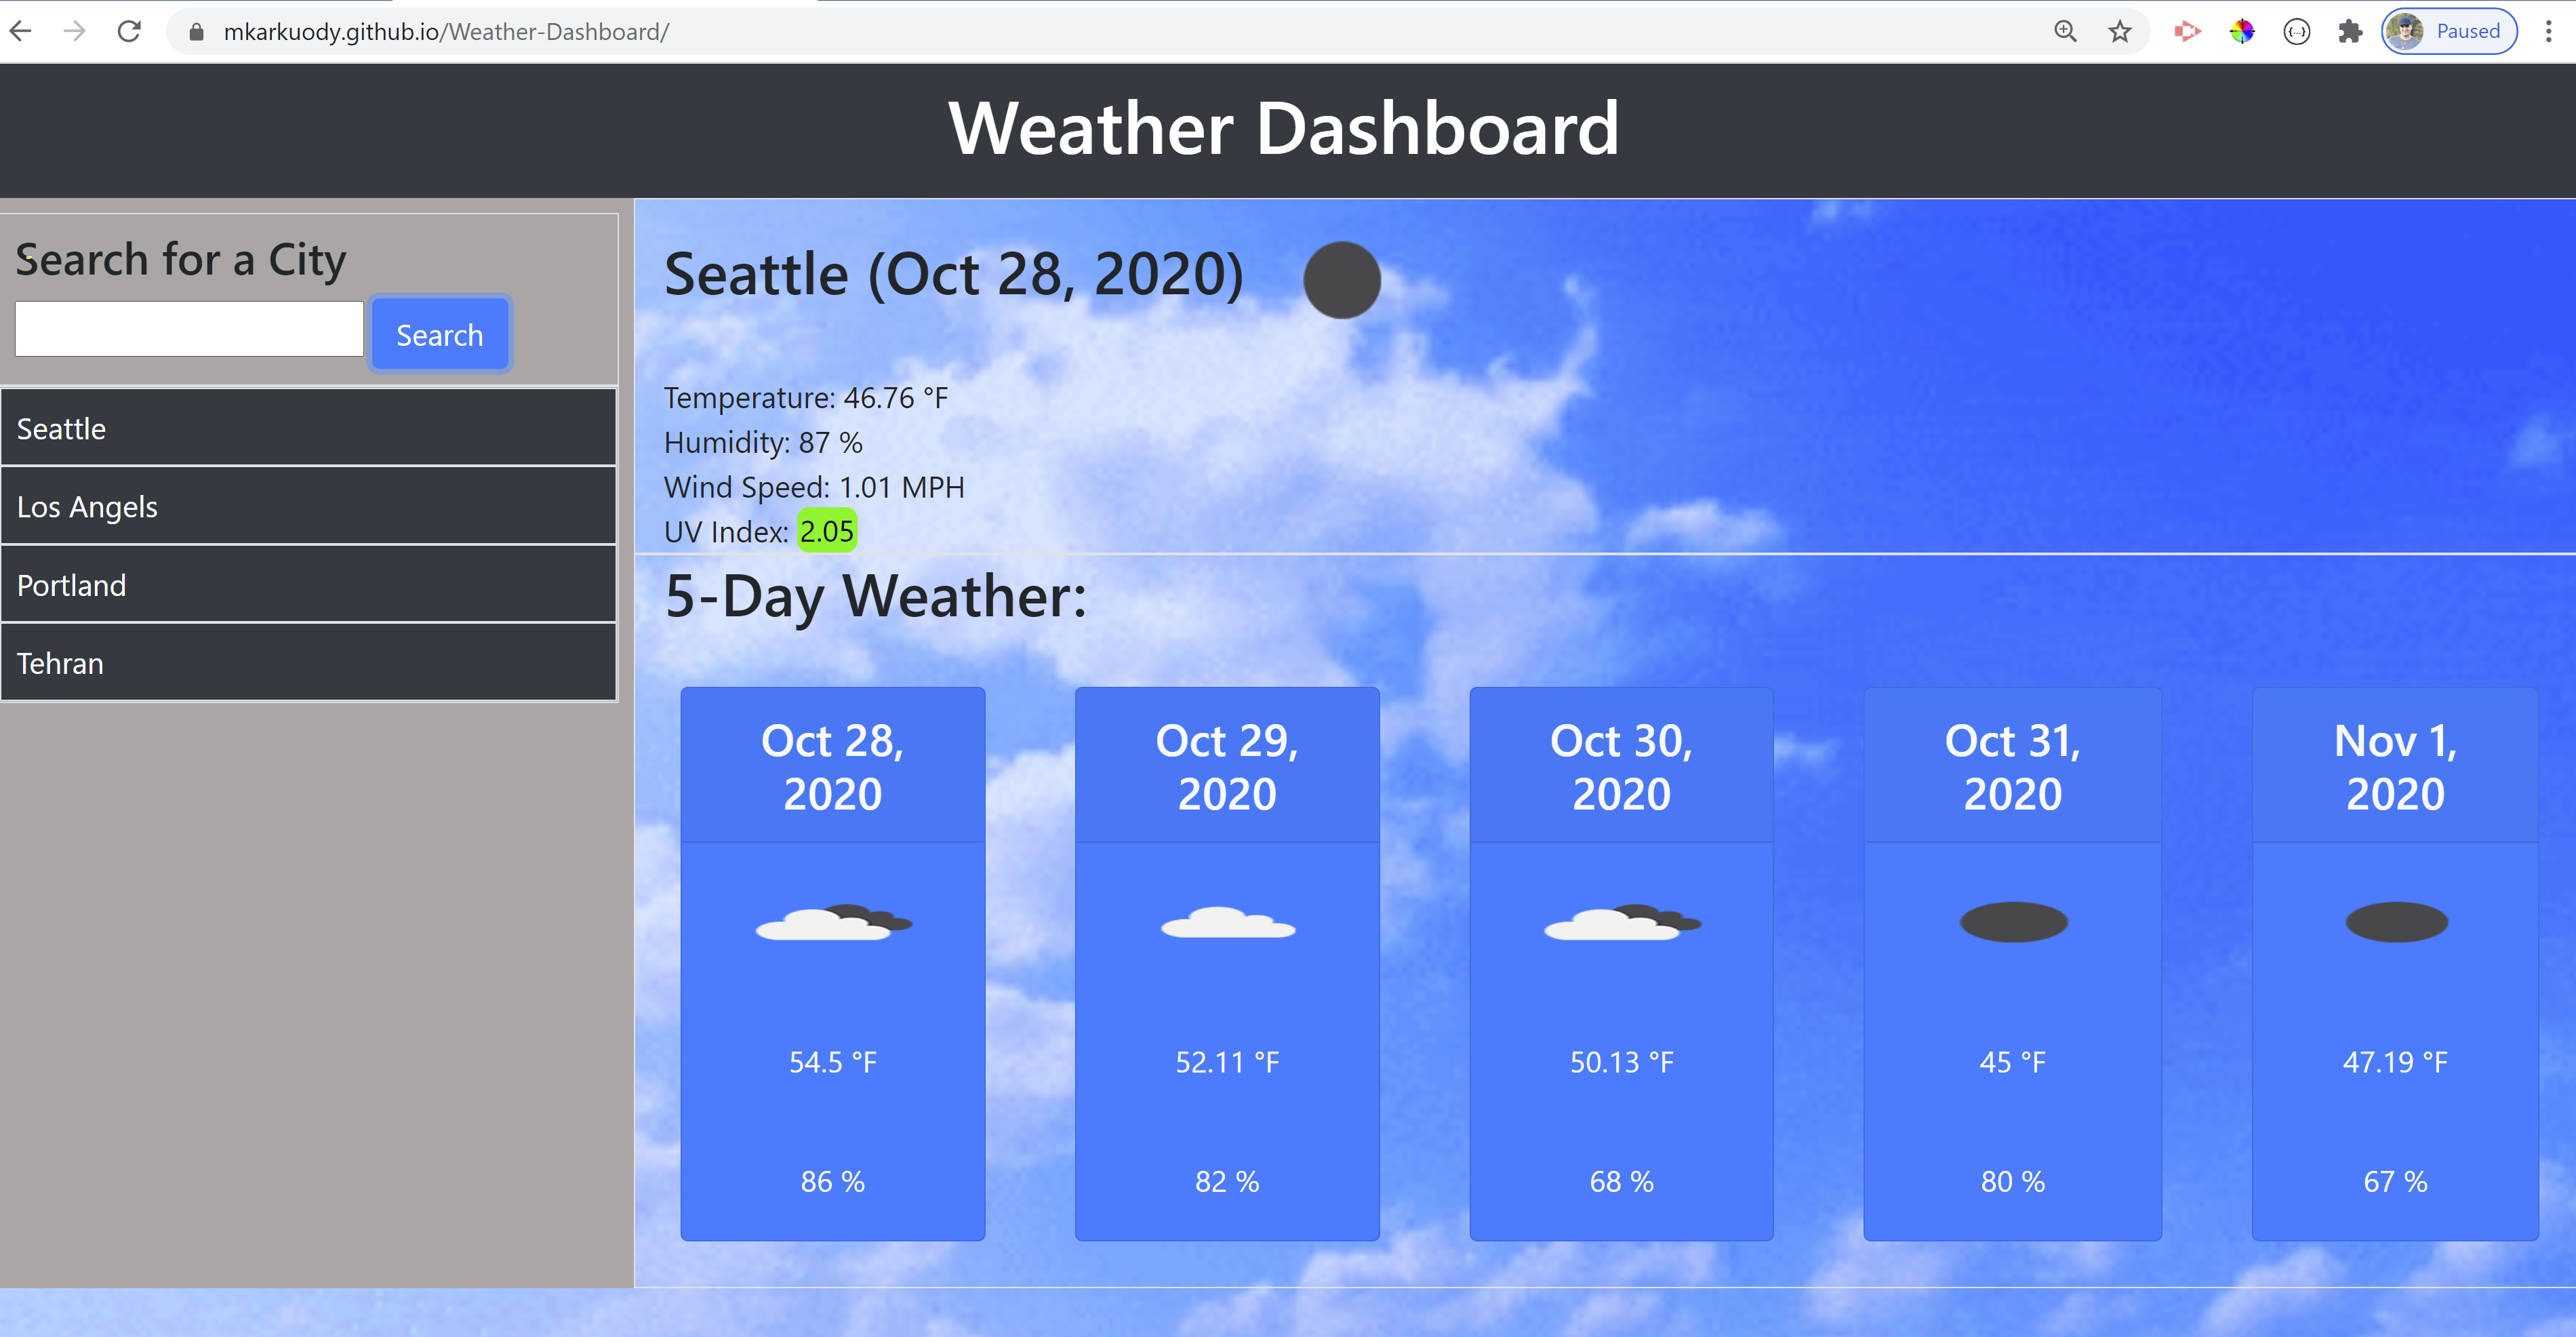 mkarkuody.github.io/Weather-Dashboard/
Paused
Weather Dashboard
Search for a City
Search
Seattle
Los Angels
Portland
Tehran
Seattle (Oct 28, 2020)
Temperature: 46.76 °F
Humidity: 87 %
Wind Speed: 1.01 MPH
UV Index: 2.05
5-Day Weather:
Oct 28,
2020
54.5 °F
86 %
Oct 29,
2020
52.11 °F
82 %
Oct 30,
2020
50.13 °F
68 %
Oct 31,
2020
45 °F
80 %
Nov 1,
2020
47.19 °F
67 %